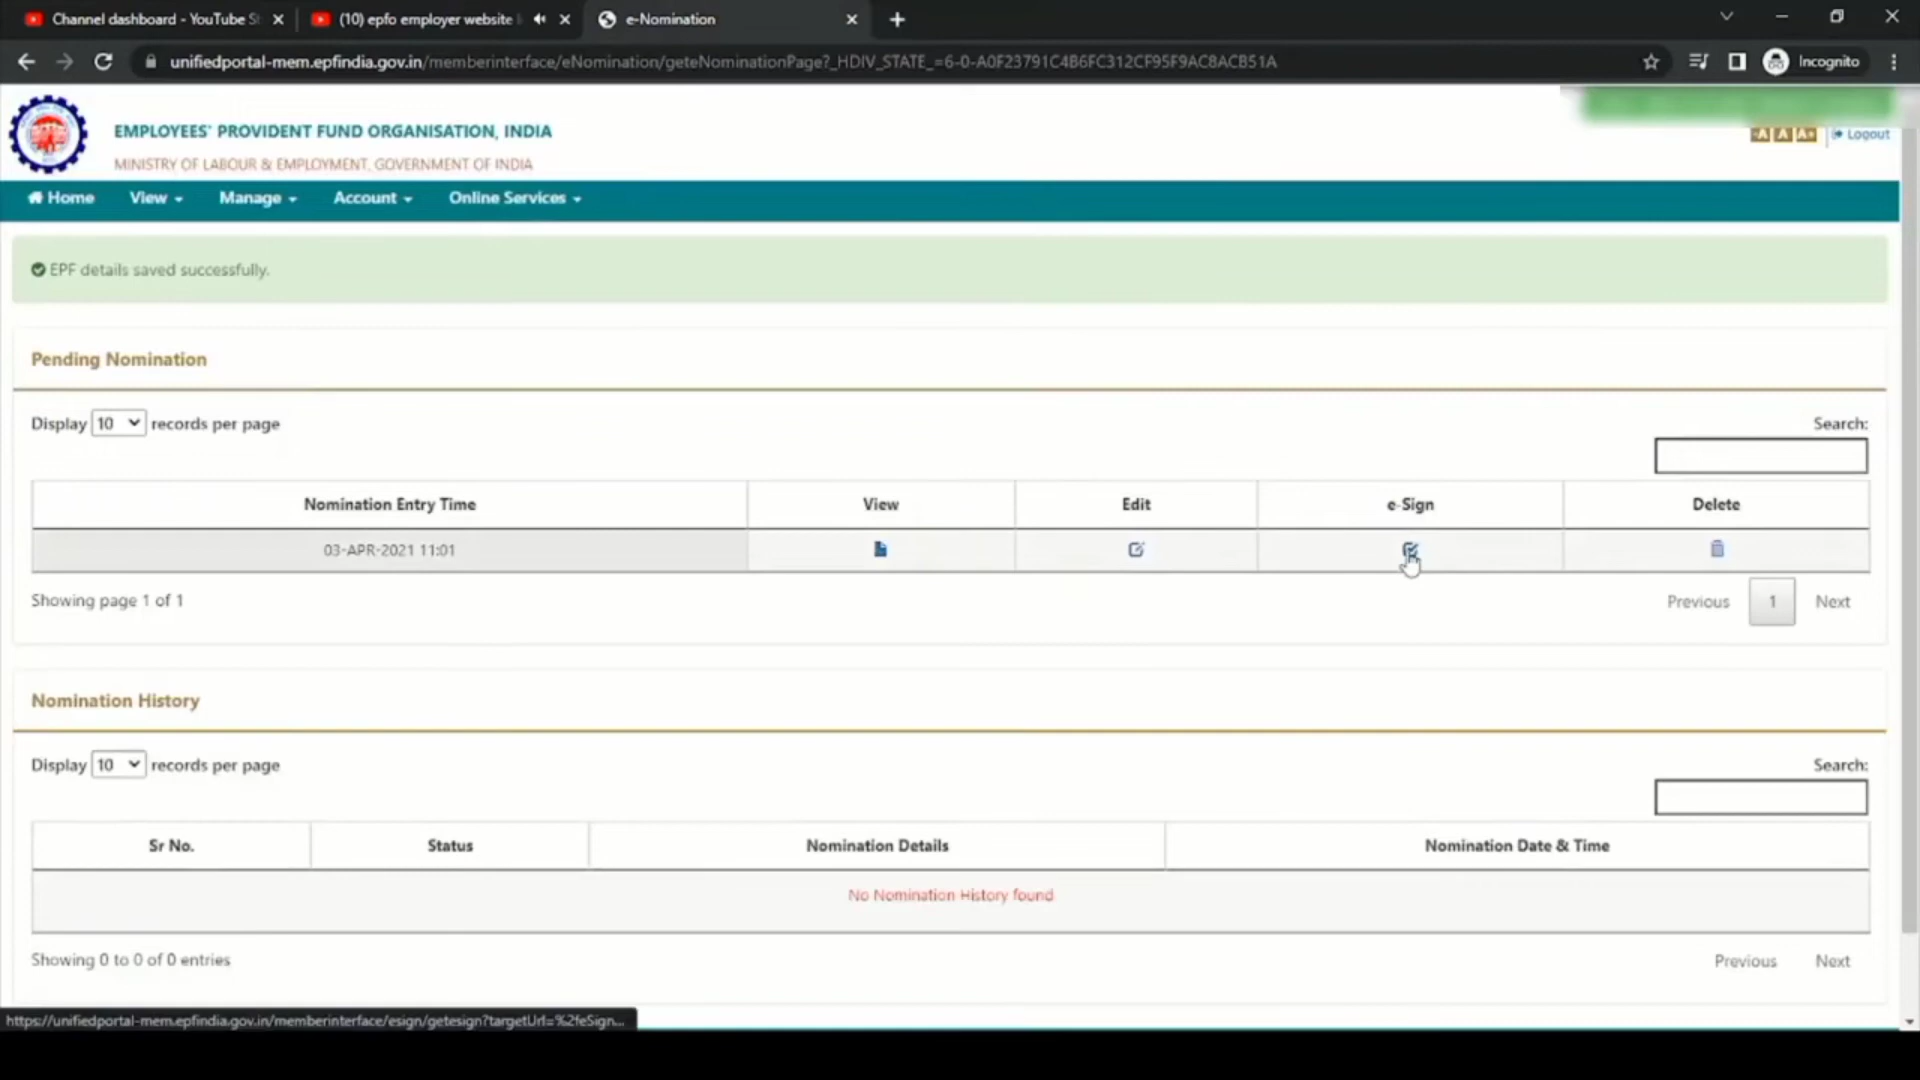 Channel dashboard - YouTube S
(10) epfo employer website
e-Nomination
unifiedportal-mem.epfindia.gov.in/memberinterface/eNomination/geteNominationPage?_HDIV_STATE_=6-0-A0F23791C4B6FC312CF95F9AC8ACB51A
Incognito
EMPLOYEES' PROVIDENT FUND ORGANISATION, INDIA
MINISTRY OF LABOUR & EMPLOYMENT, GOVERNMENT OF INDIA
-A A A+ Logout
Home View Manage Account Online Services
EPF details saved successfully.
Pending Nomination
Display 10 records per page
Search:
Nomination Entry Time View Edit e-Sign Delete
03-APR-2021 11:01
Showing page 1 of 1
Previous 1 Next
Nomination History
Display 10 records per page
Search:
Sr No. Status Nomination Details Nomination Date & Time
No Nomination History found
Showing 0 to 0 of 0 entries
Previous Next
https://unifiedportal-mem.epfindia.gov.in/memberinterface/esign/getesign?targetUrl=%2feSign...